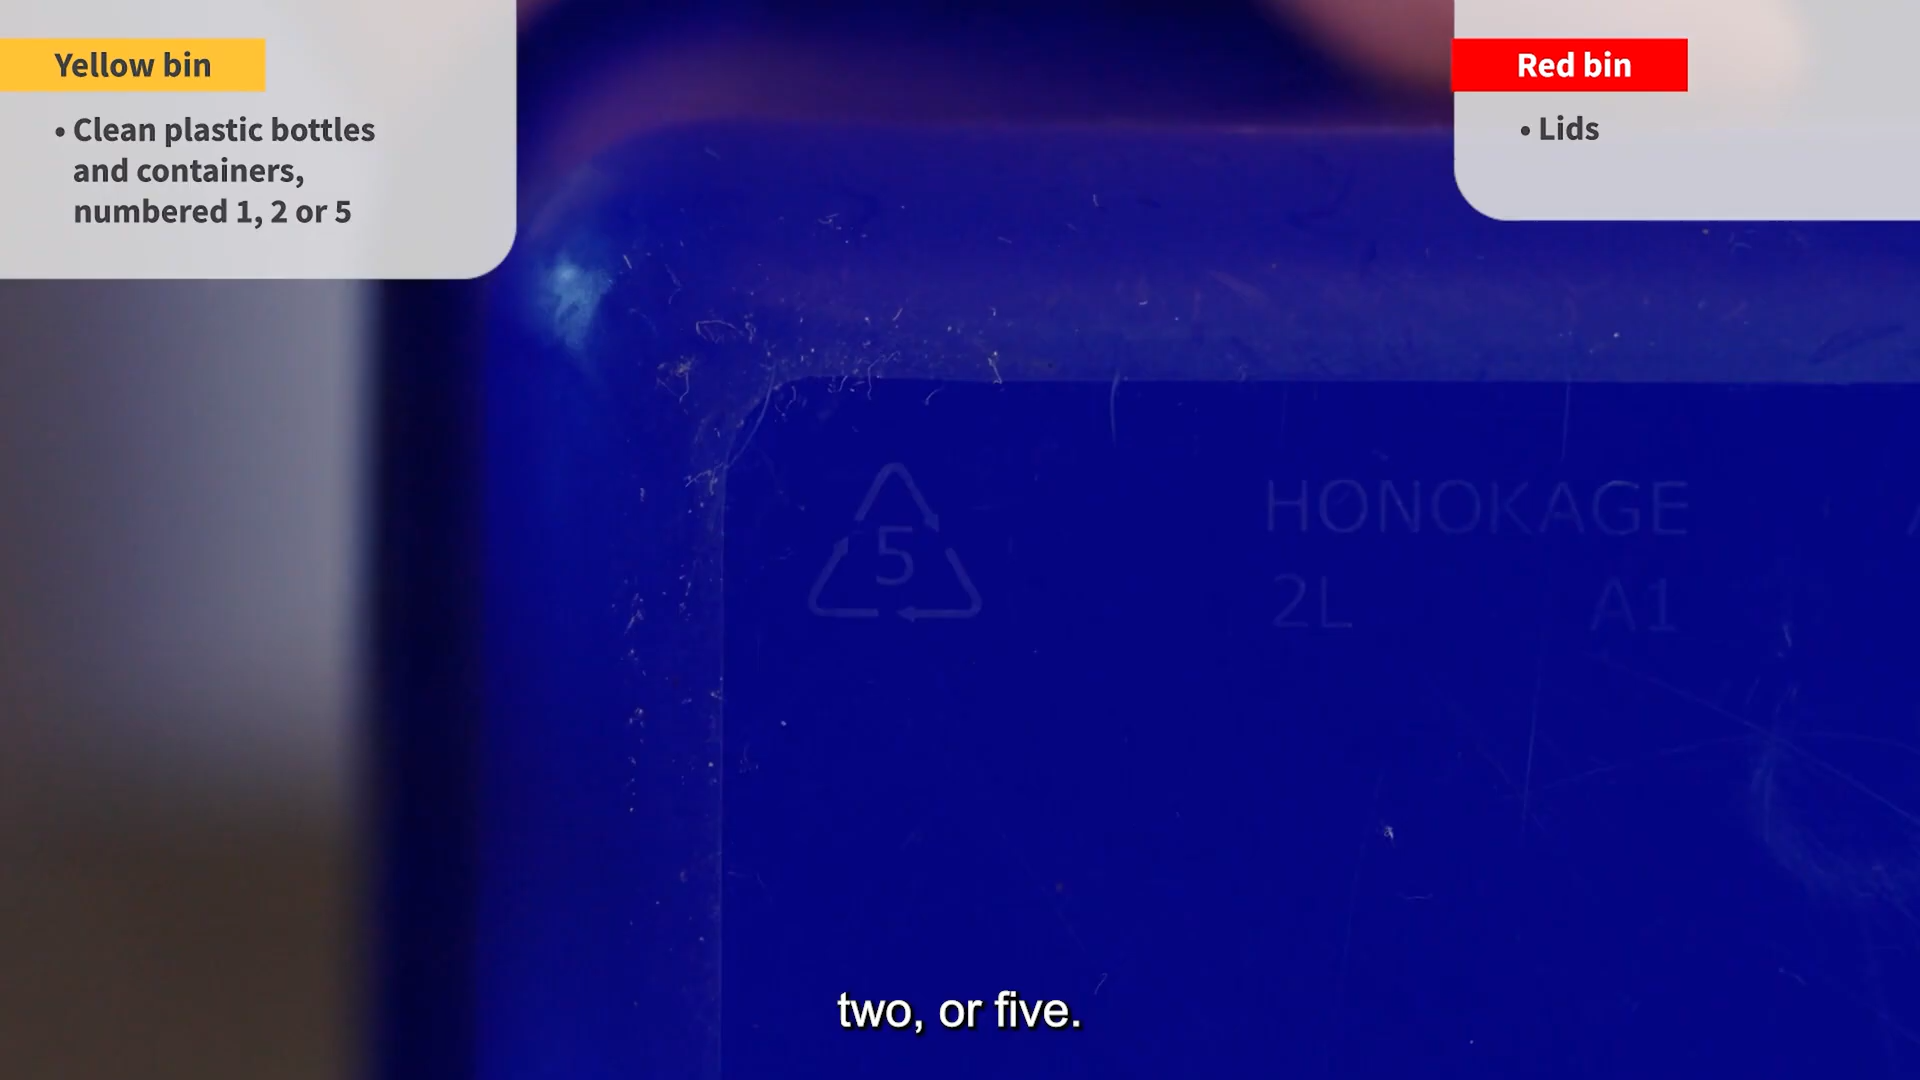 Yellow bin
• Clean plastic bottles
and containers,
numbered 1, 2 or 5
Red bin
• Lids
5
HONOKAGE
2L A1
two, or five.